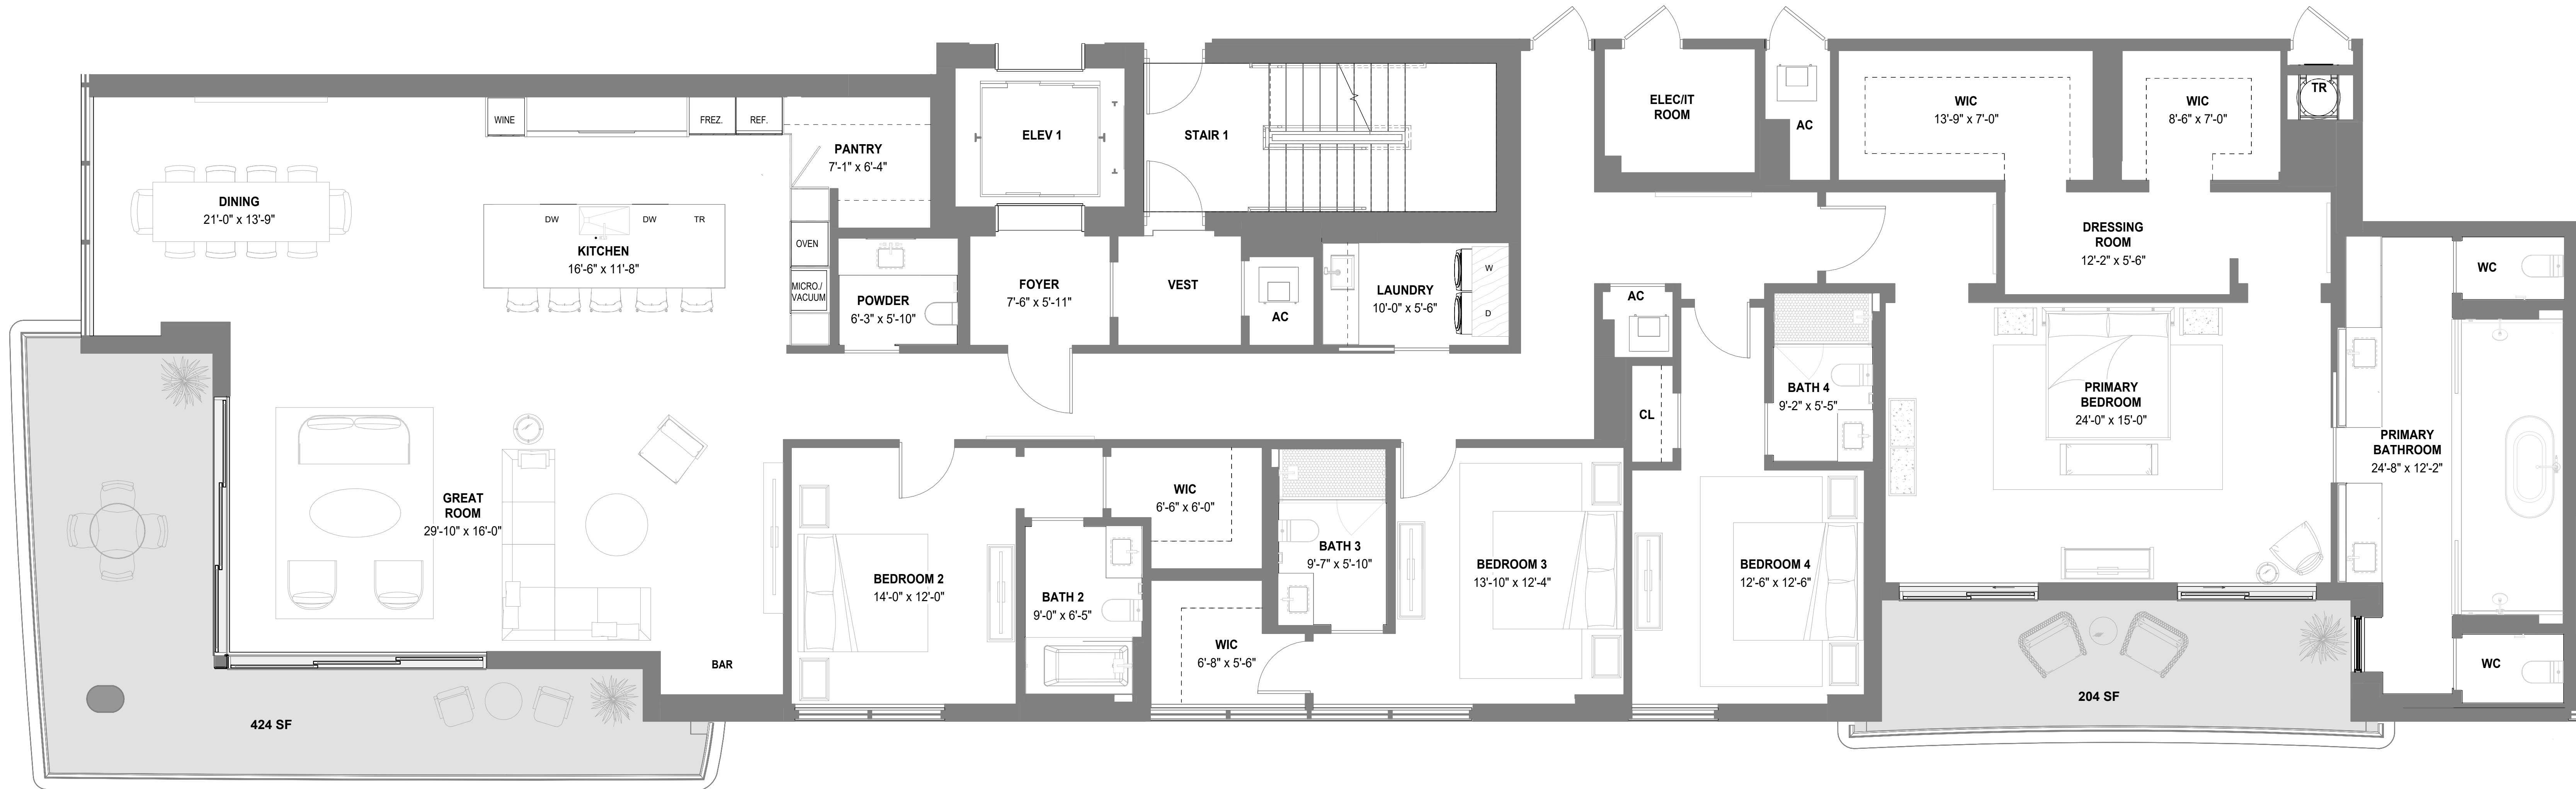 DINING
21'-0" x 13'-9"
WINE
FREZ.
REF.
PANTRY
7'-1" x 6'-4"
DW
DW
TR
KITCHEN
16'-6" x 11'-8"
OVEN
MICRO./
VACUUM
POWDER
6'-3" x 5'-10"
ELEV 1
STAIR 1
FOYER
7'-6" x 5'-11"
VEST
AC
LAUNDRY
10'-0" x 5'-6"
W
D
ELEC/IT
ROOM
AC
WIC
13'-9" x 7'-0"
WIC
8'-6" x 7'-0"
TR
DRESSING
ROOM
12'-2" x 5'-6"
WC
AC
CL
BATH 4
9'-2" x 5'-5"
PRIMARY
BEDROOM
24'-0" x 15'-0"
PRIMARY
BATHROOM
24'-8" x 12'-2"
GREAT
ROOM
29'-10" x 16'-0"
BAR
424 SF
BEDROOM 2
14'-0" x 12'-0"
BATH 2
9'-0" x 6'-5"
WIC
6'-6" x 6'-0"
WIC
6'-8" x 5'-6"
BATH 3
9'-7" x 5'-10"
BEDROOM 3
13'-10" x 12'-4"
BEDROOM 4
12'-6" x 12'-6"
204 SF
WC